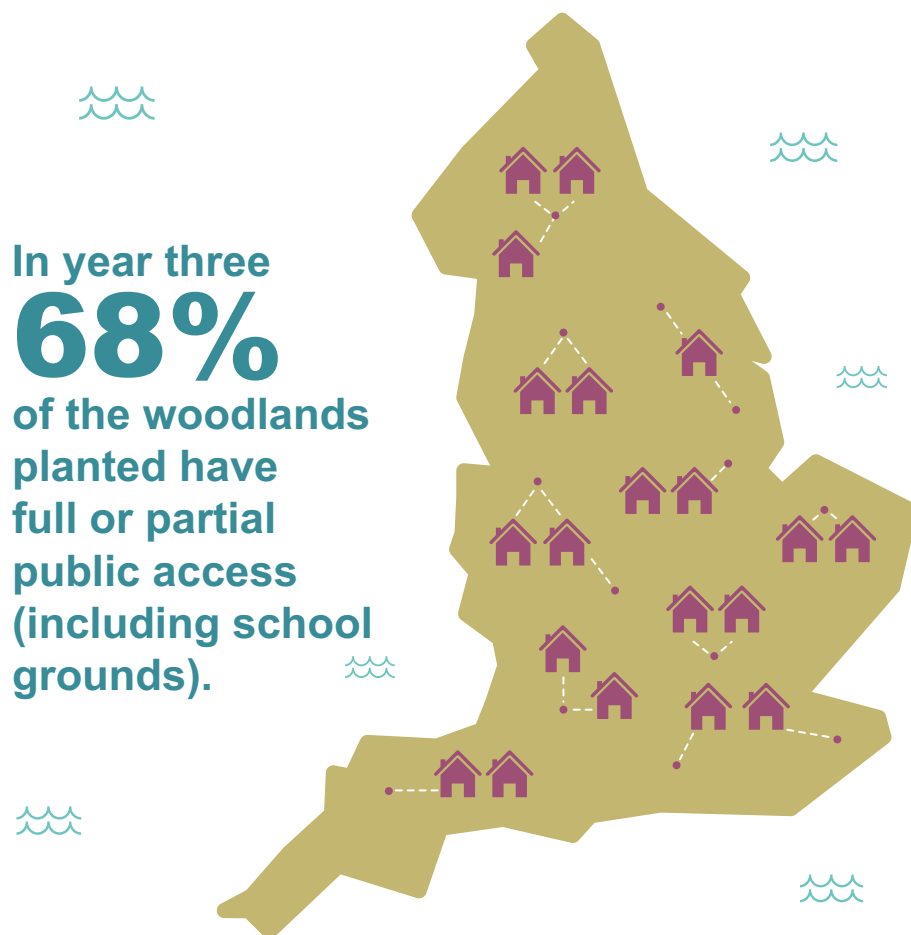 In year three
68%
of the woodlands
planted have
full or partial
public access
(including school
grounds).